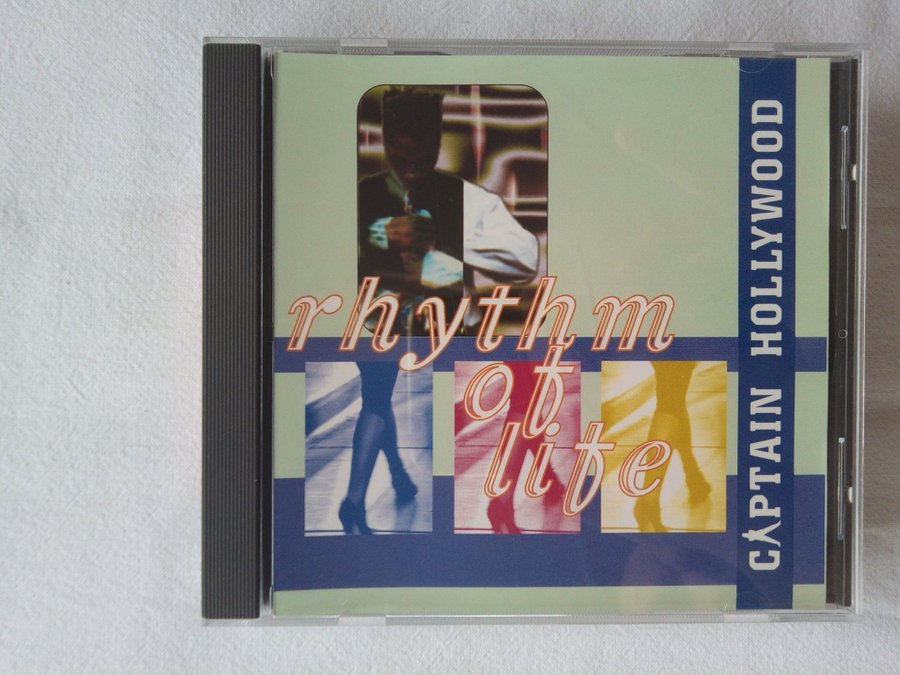 rhythm
of
life
CAPTAIN HOLLYWOOD